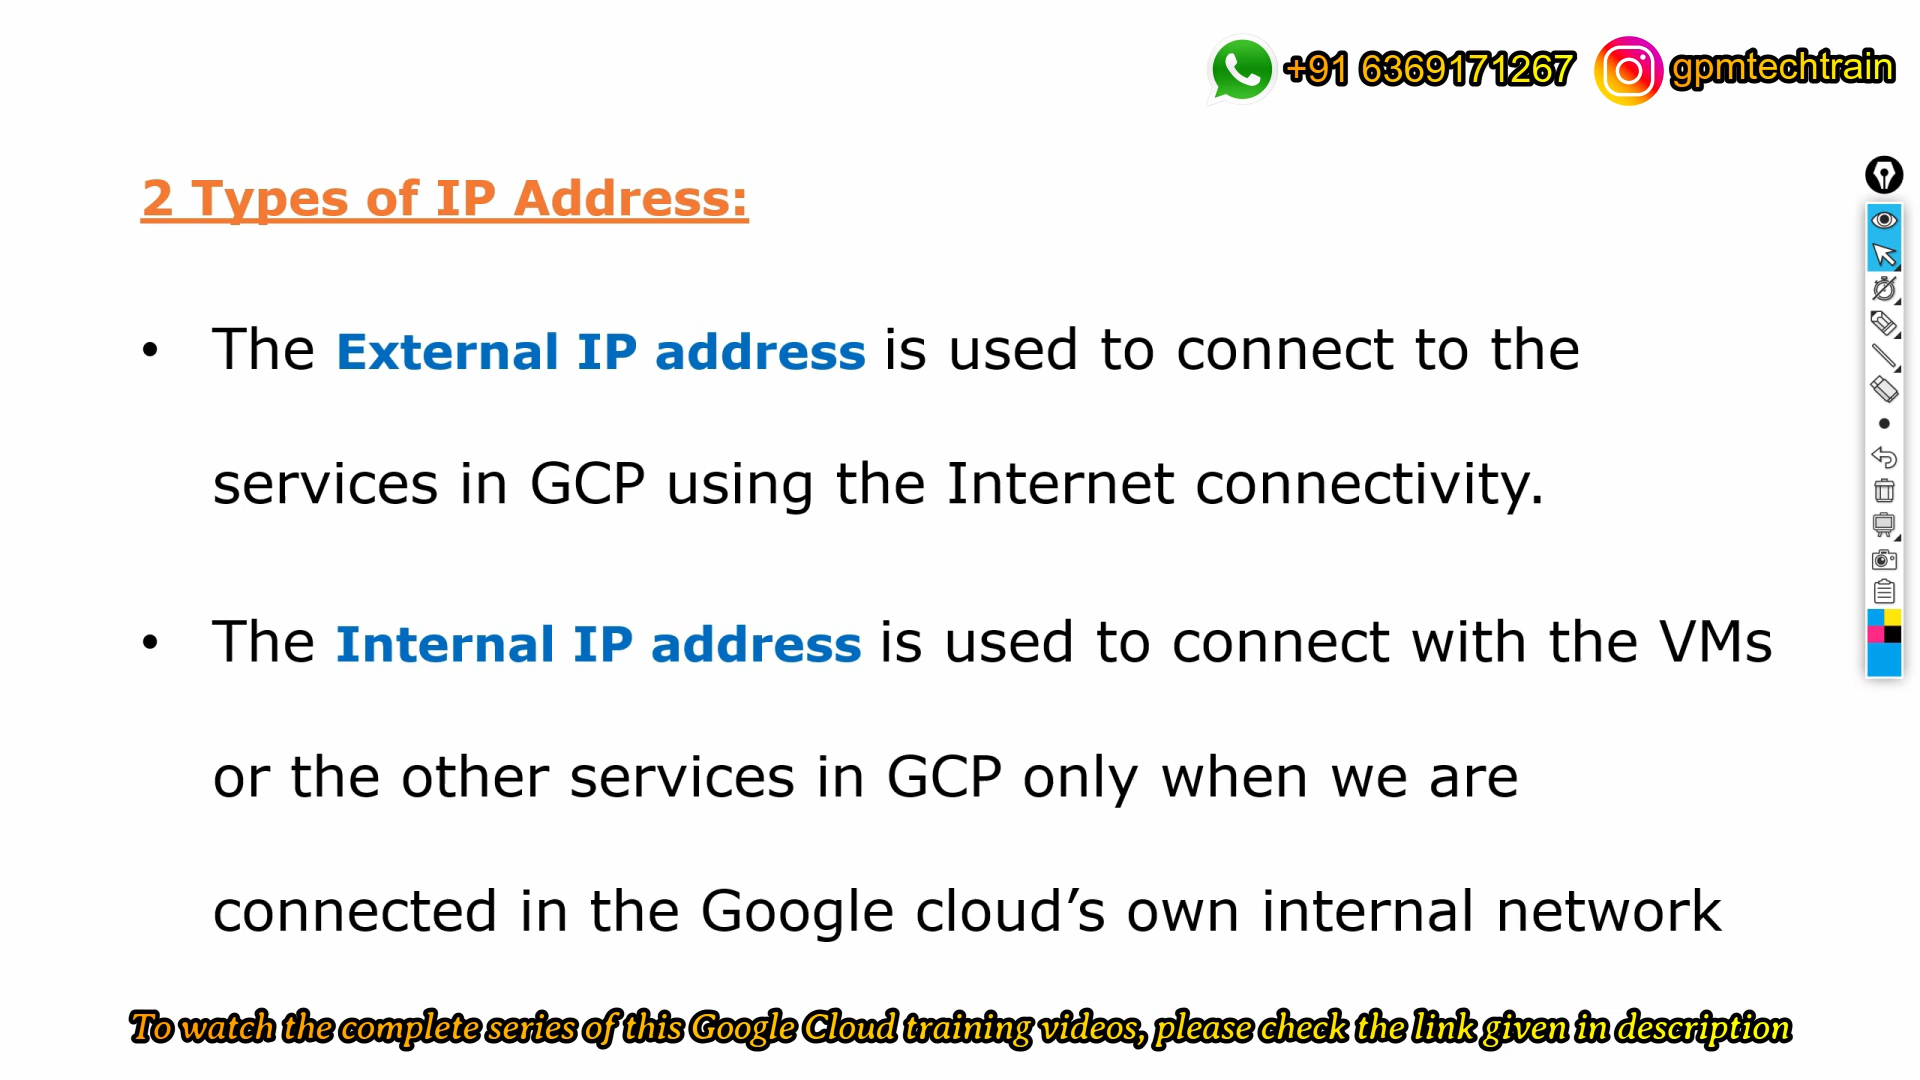 +91 6369171267 gpmtechtrain
2 Types of IP Address:
• The External IP address is used to connect to the
services in GCP using the Internet connectivity.
• The Internal IP address is used to connect with the VMs
or the other services in GCP only when we are
connected in the Google cloud’s own internal network
To watch the complete series of this Google Cloud training videos, please check the link given in description